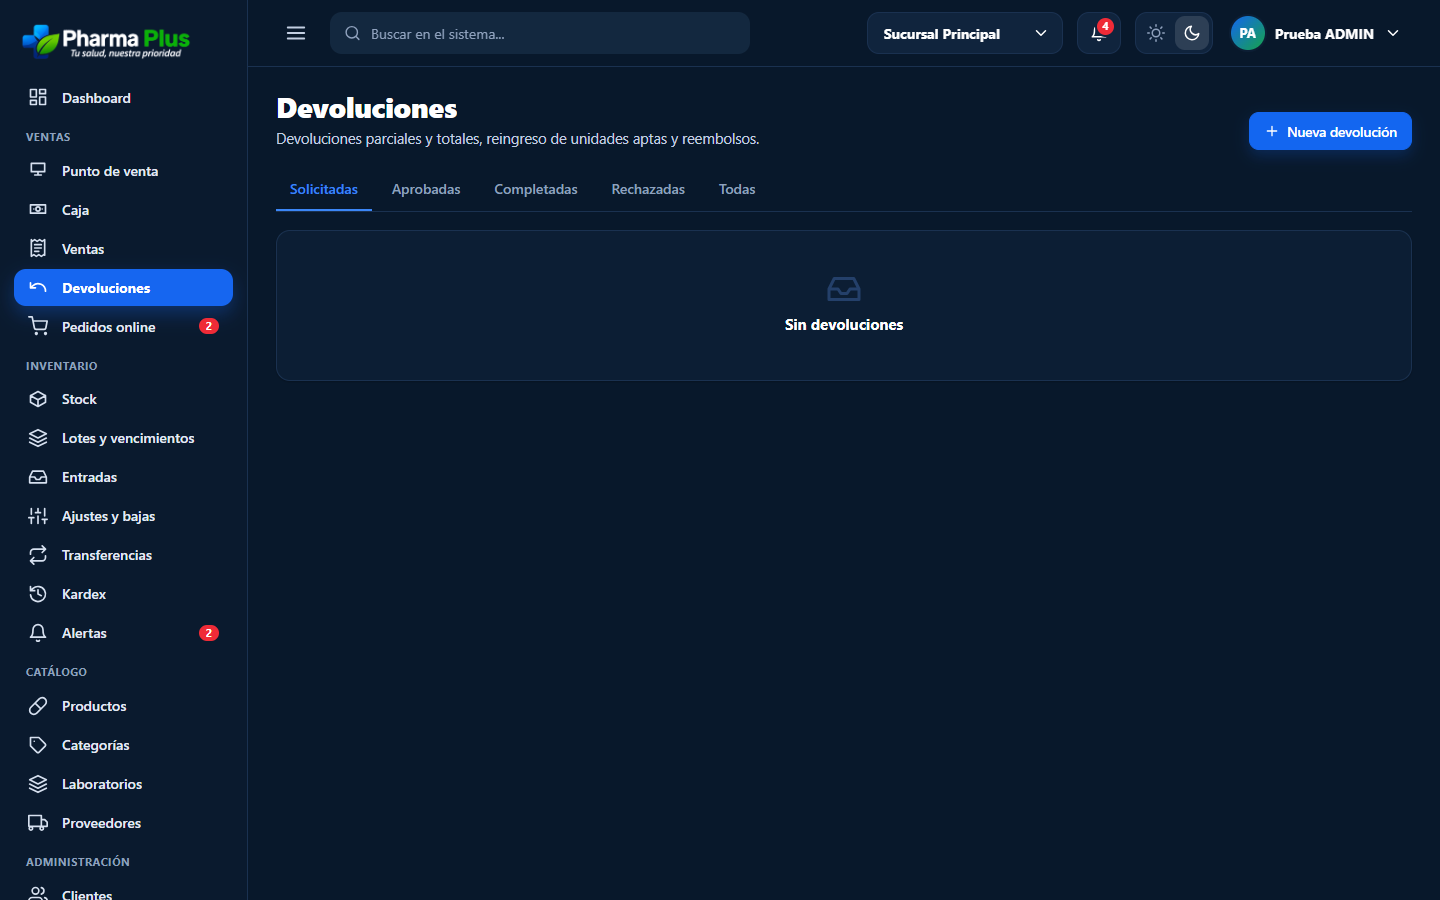 Pharma Plus
Tu salud, nuestra prioridad
Buscar en el sistema...
Sucursal Principal
4
PA
Prueba ADMIN
Dashboard
VENTAS
Punto de venta
Caja
Ventas
Devoluciones
Pedidos online
2
INVENTARIO
Stock
Lotes y vencimientos
Entradas
Ajustes y bajas
Transferencias
Kardex
Alertas
2
CATÁLOGO
Productos
Categorías
Laboratorios
Proveedores
ADMINISTRACIÓN
Clientes
Devoluciones
Devoluciones parciales y totales, reingreso de unidades aptas y reembolsos.
Nueva devolución
Solicitadas
Aprobadas
Completadas
Rechazadas
Todas
Sin devoluciones